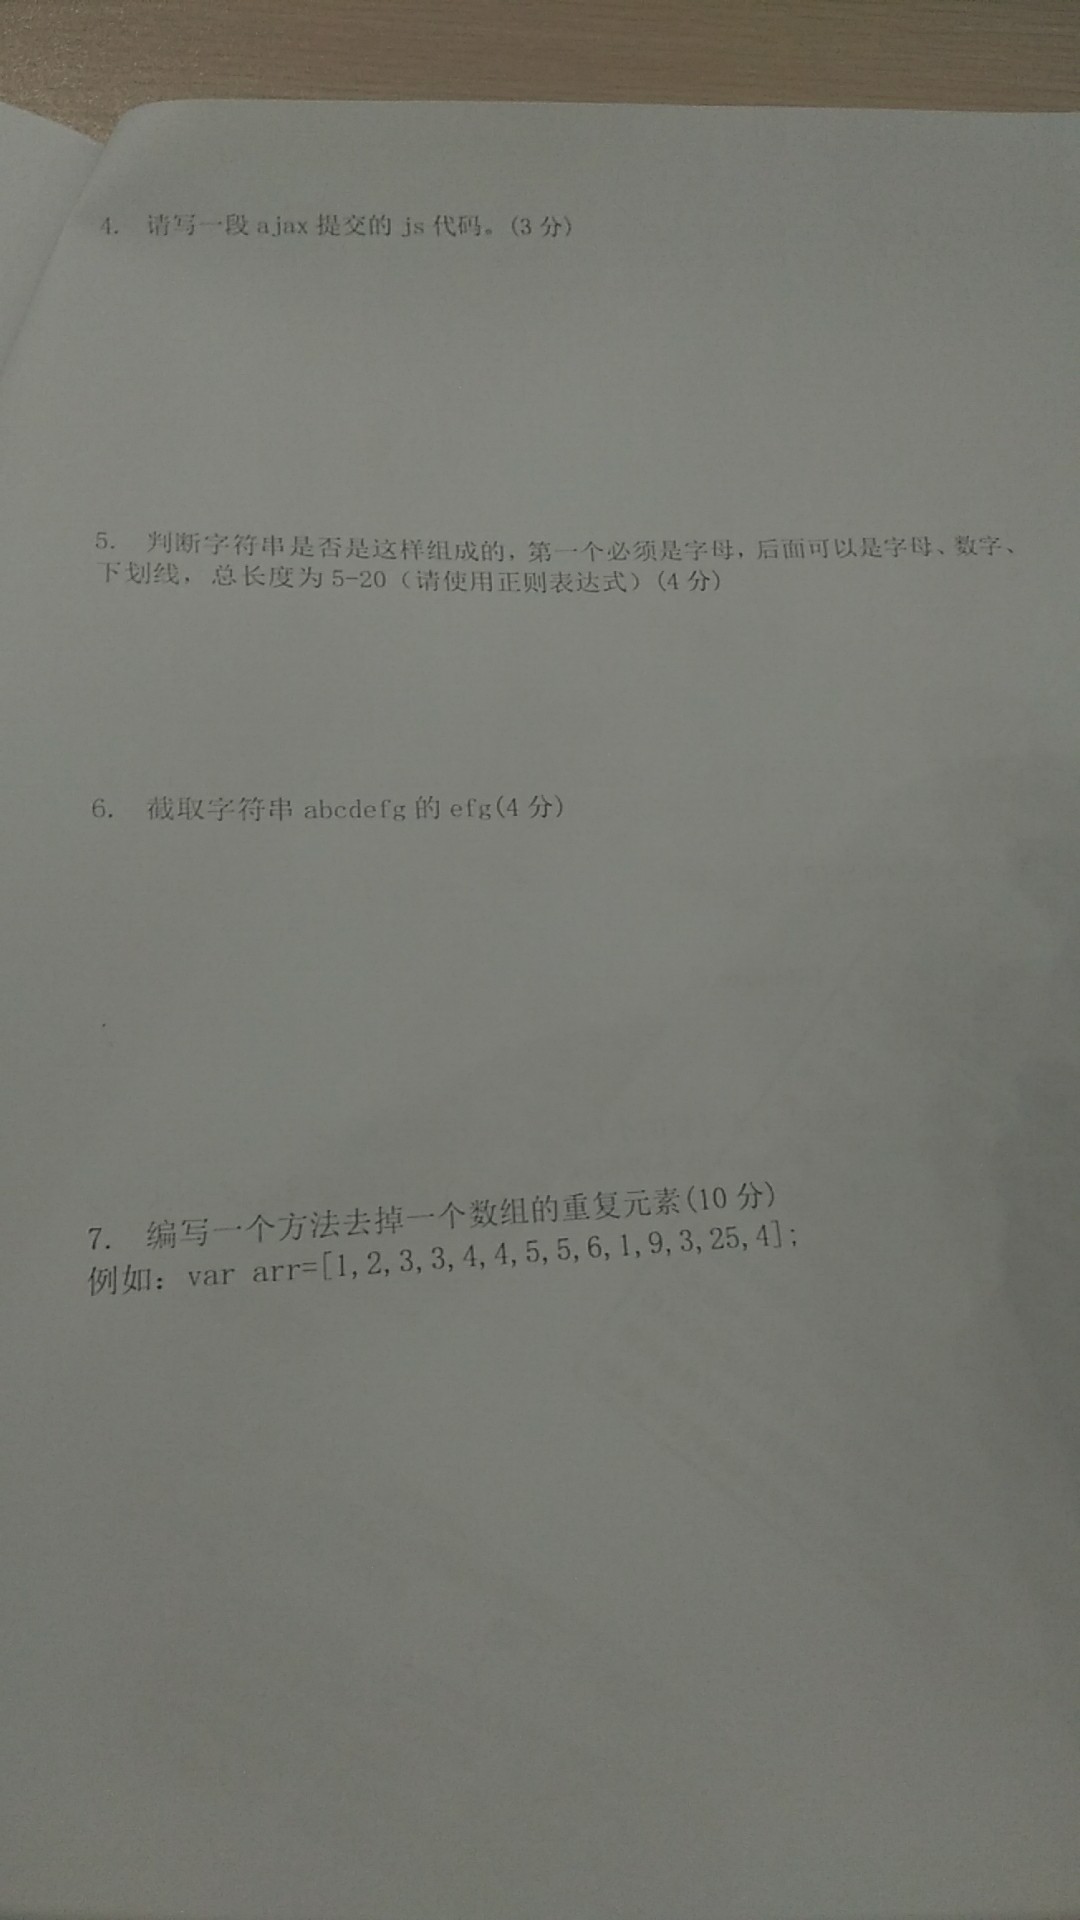 4. 请写一段 ajax 提交的 js 代码。(3 分)
5. 判断字符串是否是这样组成的，第一个必须是字母，后面可以是字母、数字、
下划线，总长度为 5-20（请使用正则表达式）(4 分)
6. 截取字符串 abcdefg 的 efg(4 分)
7. 编写一个方法去掉一个数组的重复元素(10 分)
例如：var arr=[1,2,3,3,4,4,5,5,6,1,9,3,25,4];